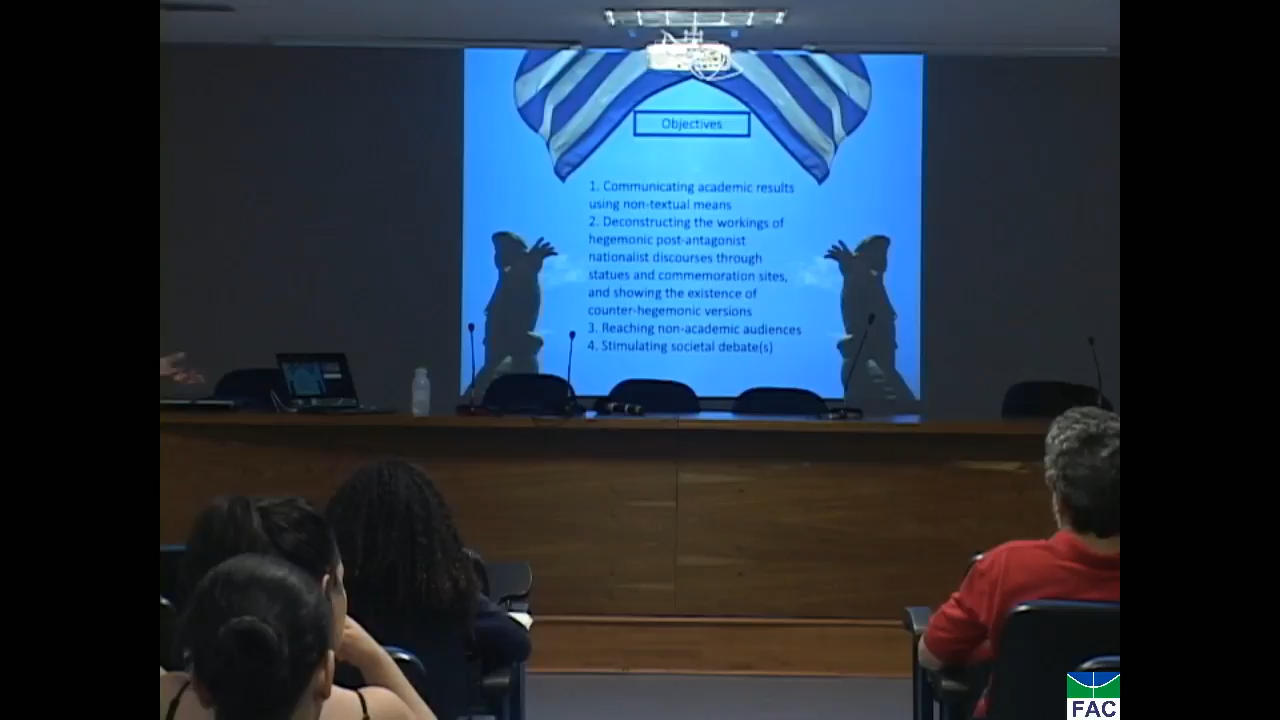 Objectives
1. Communicating academic results
using non-textual means
2. Deconstructing the workings of
hegemonic post-antagonist
nationalist discourses through
statues and commemoration sites,
and showing the existence of
counter-hegemonic versions
3. Reaching non-academic audiences
4. Stimulating societal debate(s)
FAC